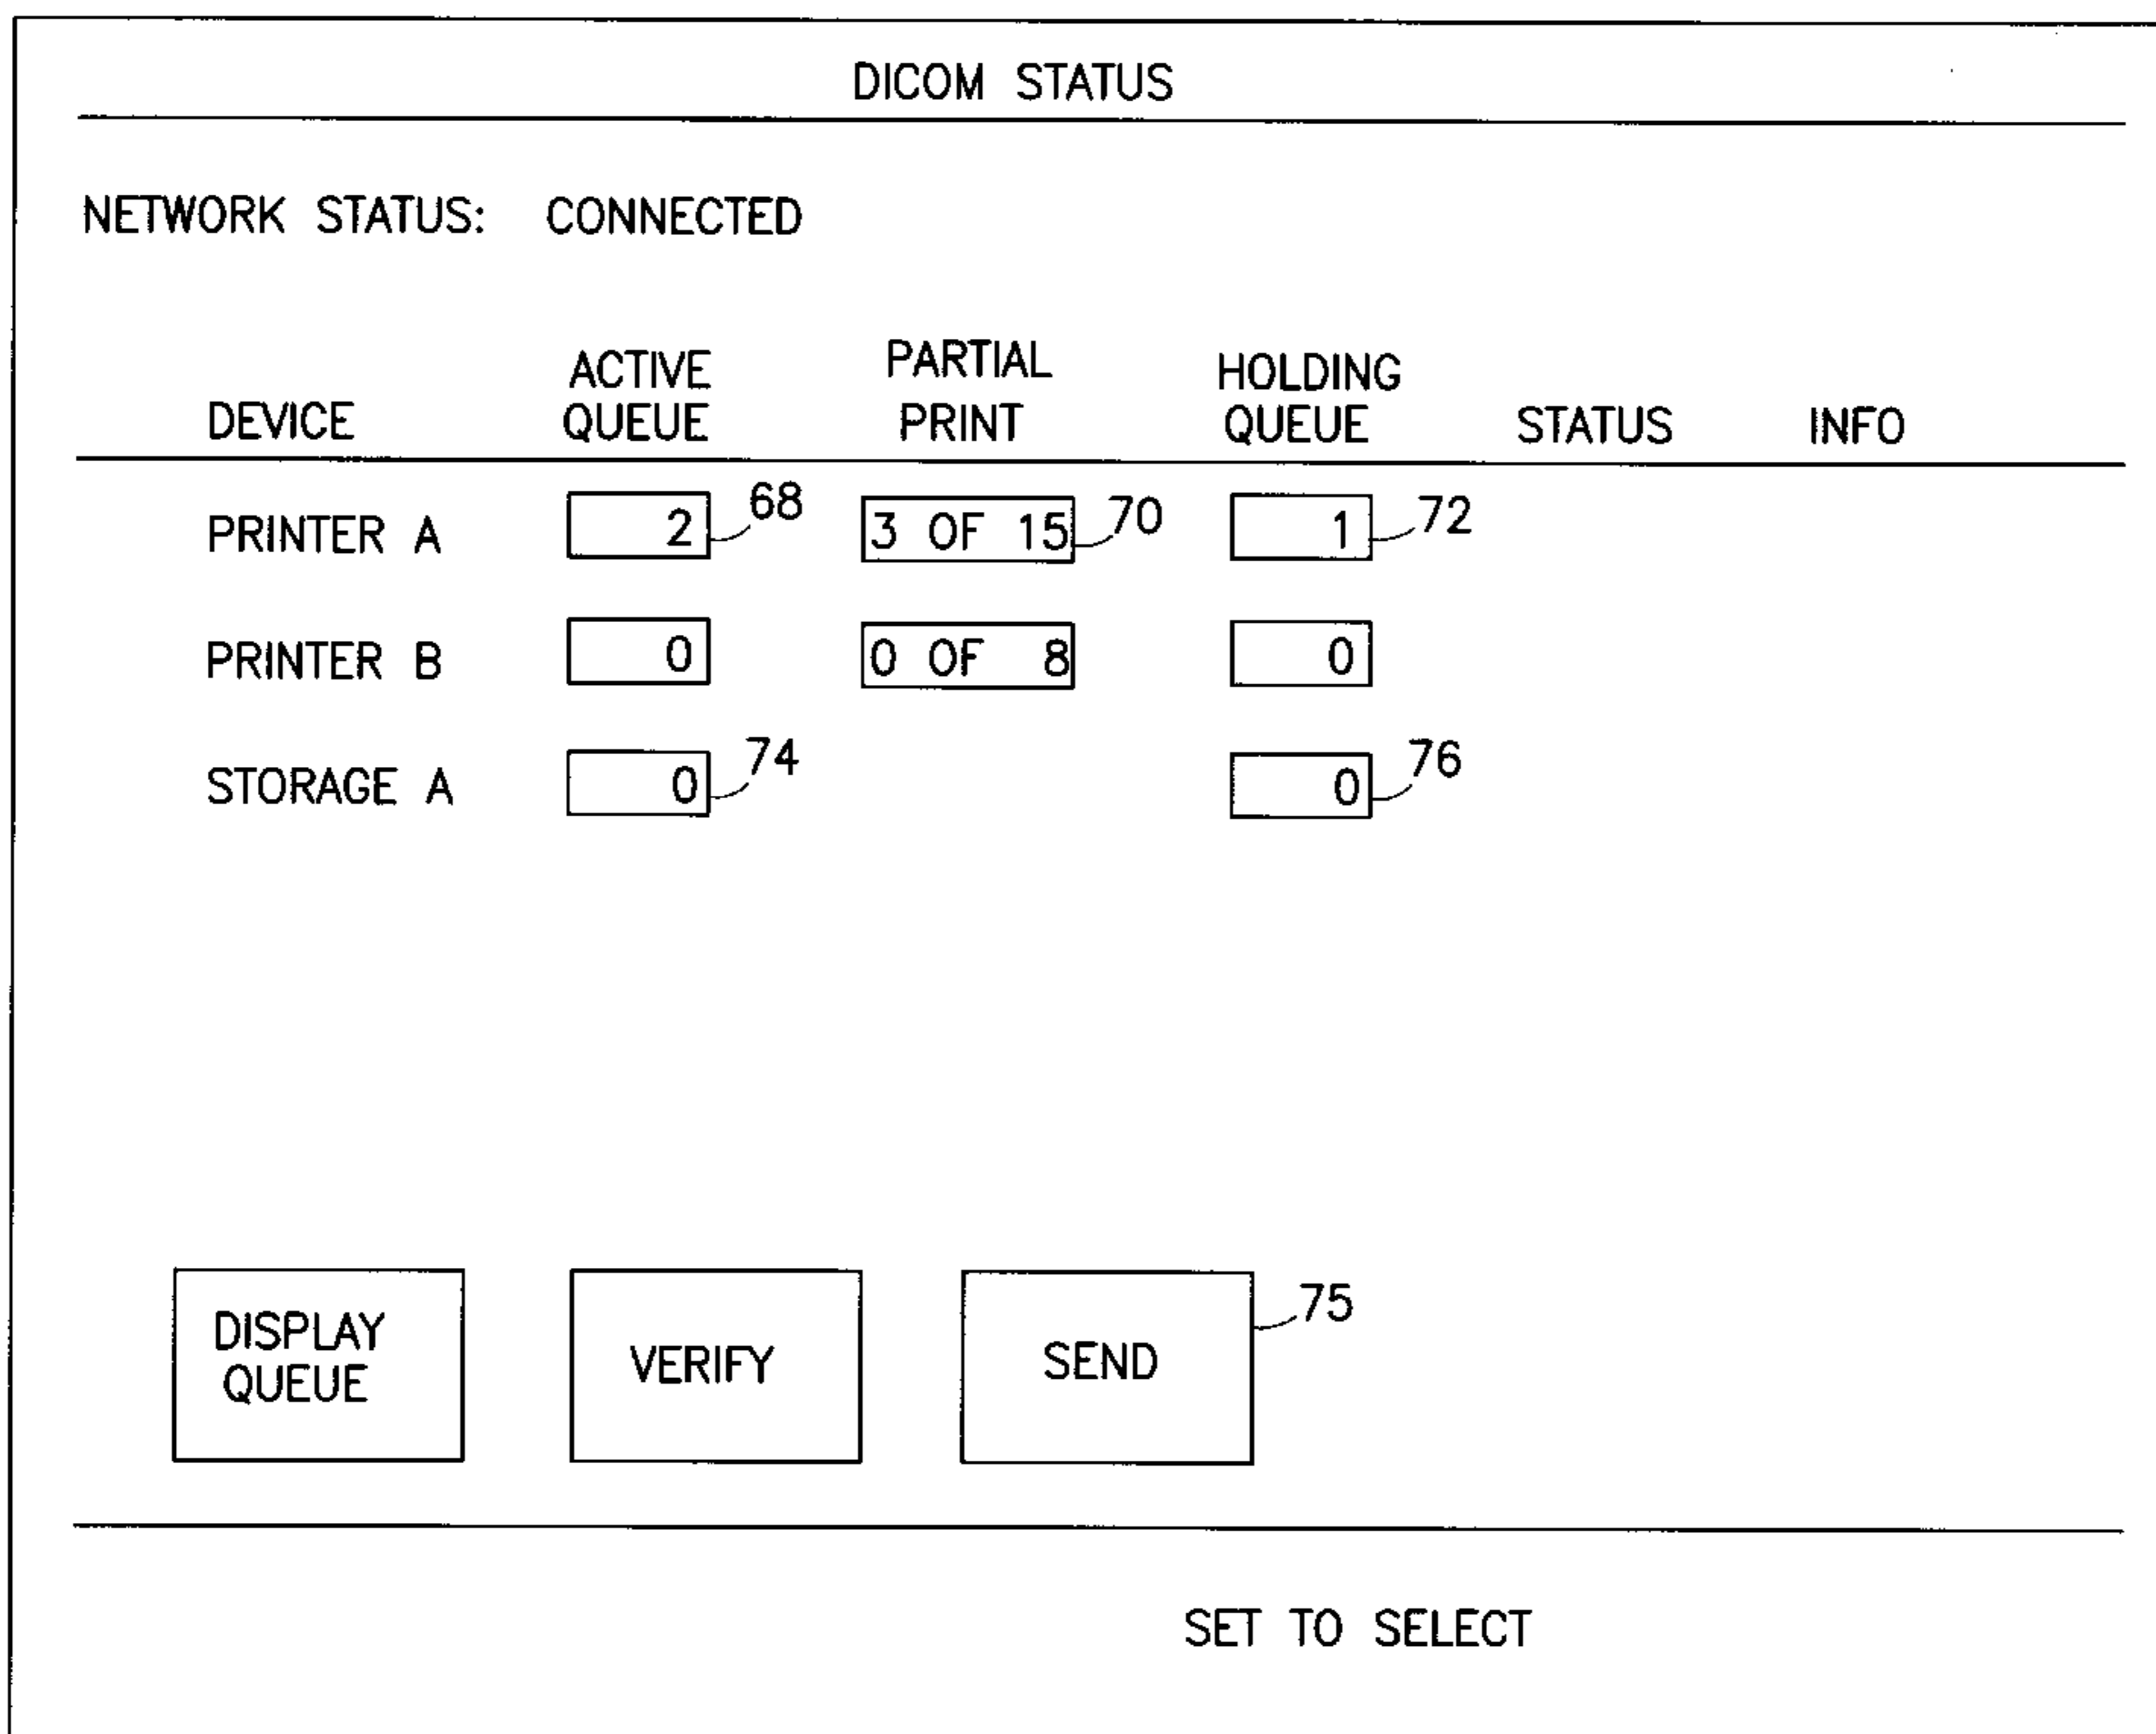 DICOM STATUS
NETWORK STATUS: CONNECTED
DEVICE ACTIVE QUEUE PARTIAL PRINT HOLDING QUEUE STATUS INFO
PRINTER A 2 68 3 OF 15 70 1 72
PRINTER B 0 0 OF 8 0
STORAGE A 0 74 0 76
DISPLAY QUEUE VERIFY SEND 75
SET TO SELECT